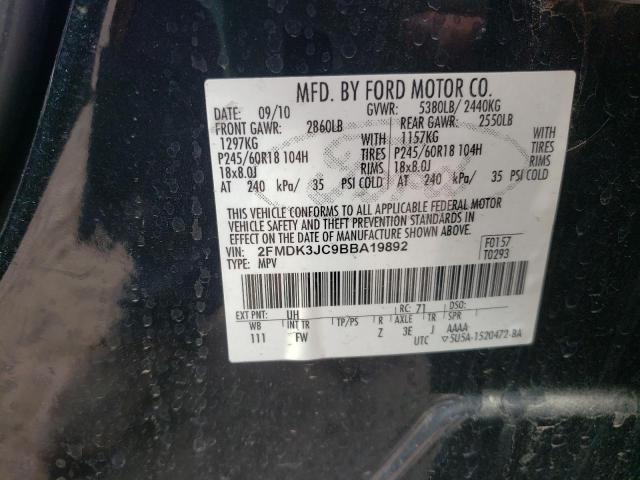 MFD. BY FORD MOTOR CO.
DATE: 09/10 GVWR: 5380LB/ 2440KG
FRONT GAWR: 2860LB REAR GAWR: 2550LB
1297KG WITH 1157KG WITH
P245/60R18 104H TIRES P245/60R18 104H TIRES
18x8.0J RIMS 18x8.0J RIMS
AT 240 kPa/ 35 PSI COLD AT 240 kPa/ 35 PSI COLD
THIS VEHICLE CONFORMS TO ALL APPLICABLE FEDERAL MOTOR
VEHICLE SAFETY AND THEFT PREVENTION STANDARDS IN
EFFECT ON THE DATE OF MANUFACTURE SHOWN ABOVE.
VIN: 2FMDK3JC9BBA19892 F0157
TYPE: MPV T0293
EXT PNT: UH RC: 71 DSO:
WB INT TR TP/PS R AXLE TR SPR
111 FW Z 3E J AAAA
UTC ▽5U5A-1520472-BA